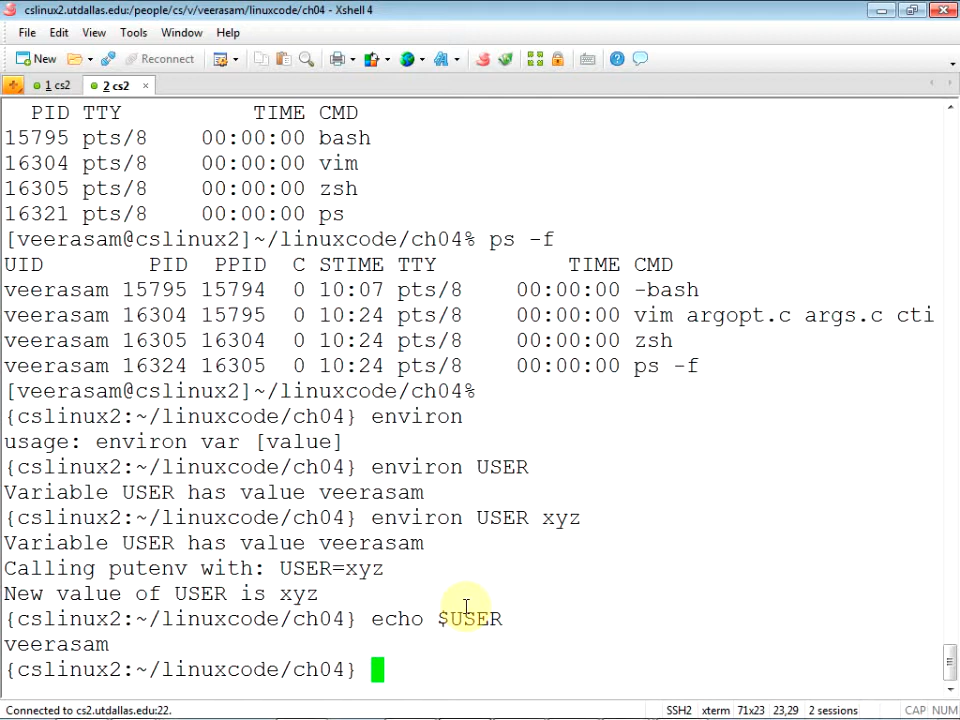 cslinux2.utdallas.edu:/people/cs/v/veerasam/linuxcode/ch04 - Xshell 4
File Edit View Tools Window Help
New Reconnect
1 cs2 2 cs2
PID TTY TIME CMD
15795 pts/8 00:00:00 bash
16304 pts/8 00:00:00 vim
16305 pts/8 00:00:00 zsh
16321 pts/8 00:00:00 ps
[veerasam@cslinux2]~/linuxcode/ch04% ps -f
UID PID PPID C STIME TTY TIME CMD
veerasam 15795 15794 0 10:07 pts/8 00:00:00 -bash
veerasam 16304 15795 0 10:24 pts/8 00:00:00 vim argopt.c args.c cti
veerasam 16305 16304 0 10:24 pts/8 00:00:00 zsh
veerasam 16324 16305 0 10:24 pts/8 00:00:00 ps -f
[veerasam@cslinux2]~/linuxcode/ch04%
{cslinux2:~/linuxcode/ch04} environ
usage: environ var [value]
{cslinux2:~/linuxcode/ch04} environ USER
Variable USER has value veerasam
{cslinux2:~/linuxcode/ch04} environ USER xyz
Variable USER has value veerasam
Calling putenv with: USER=xyz
New value of USER is xyz
{cslinux2:~/linuxcode/ch04} echo $USER
veerasam
{cslinux2:~/linuxcode/ch04}
Connected to cs2.utdallas.edu:22. SSH2 xterm 71x23 23,29 2 sessions CAP NUM